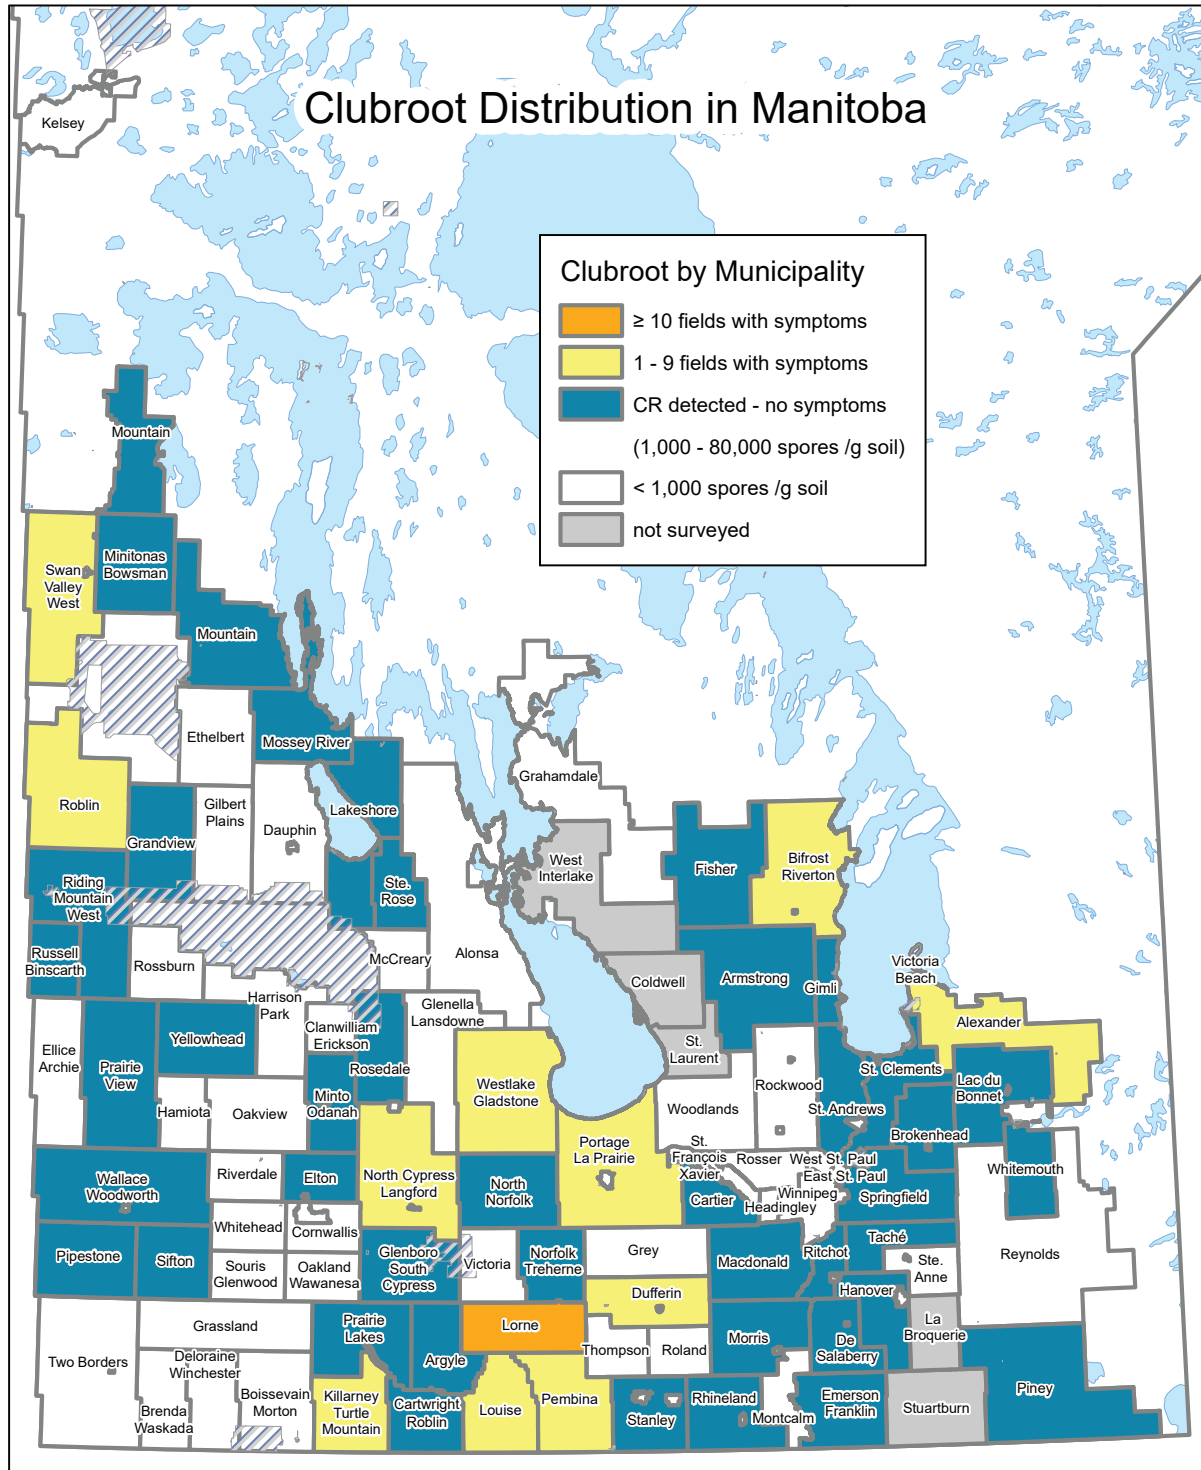 Kelsey
Clubroot Distribution in Manitoba
Clubroot by Municipality
≥ 10 fields with symptoms
1 - 9 fields with symptoms
CR detected - no symptoms
(1,000 - 80,000 spores /g soil)
< 1,000 spores /g soil
not surveyed
Mountain
Minitonas
Bowsman
Swan
Valley
West
Mountain
Ethelbert
Mossey River
Grahamdale
Roblin
Gilbert
Plains
Dauphin
Lakeshore
Grandview
West
Interlake
Fisher
Bifrost
Riverton
Riding
Mountain
West
Ste.
Rose
Russell
Binscarth
Rossburn
McCreary
Alonsa
Coldwell
Armstrong
Gimli
Victoria
Beach
Harrison
Park
Glenella
Lansdowne
Clanwilliam
Erickson
Alexander
Ellice
Archie
Prairie
View
Yellowhead
Rosedale
St.
Laurent
Westlake
Gladstone
Rockwood
St. Clements
Lac du
Bonnet
Hamiota
Oakview
Minto
Odanah
Woodlands
St. Andrews
Portage
La Prairie
St.
François
Xavier
Rosser
West St. Paul
East St. Paul
Brokenhead
Whitemouth
Wallace
Woodworth
Riverdale
Elton
North Cypress
Langford
North
Norfolk
Cartier
Headingley
Winnipeg
Springfield
Whitehead
Cornwallis
Pipestone
Sifton
Souris
Glenwood
Oakland
Wawanesa
Glenboro
South
Cypress
Victoria
Norfolk
Treherne
Grey
Macdonald
Ritchot
Taché
Ste.
Anne
Reynolds
Dufferin
Hanover
Grassland
Prairie
Lakes
Lorne
Argyle
Thompson
Roland
Morris
De
Salaberry
La
Broquerie
Two Borders
Deloraine
Winchester
Boissevain
Morton
Brenda
Waskada
Killarney
Turtle
Mountain
Cartwright
Roblin
Louise
Pembina
Stanley
Rhineland
Montcalm
Emerson
Franklin
Stuartburn
Piney